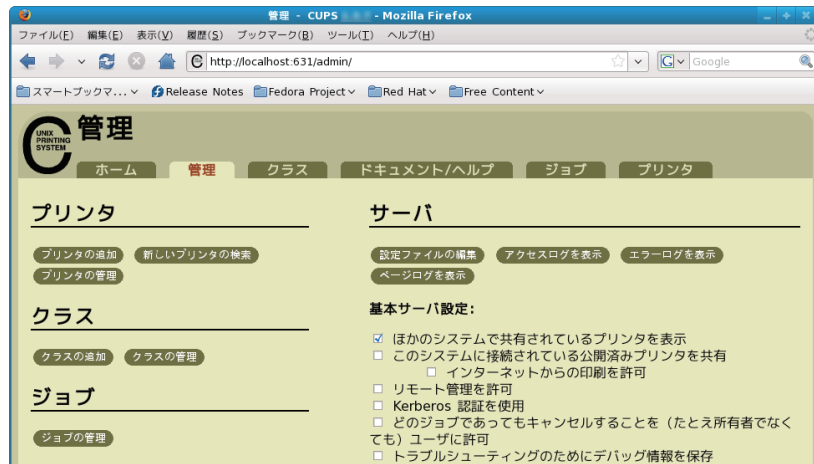 管理 - CUPS - Mozilla Firefox
ファイル(F) 編集(E) 表示(V) 履歴(S) ブックマーク(B) ツール(T) ヘルプ(H)
http://localhost:631/admin/
Google
スマートブックマ... Release Notes Fedora Project Red Hat Free Content
UNIX
PRINTING
SYSTEM
管理
ホーム 管理 クラス ドキュメント/ヘルプ ジョブ プリンタ
プリンタ
プリンタの追加 新しいプリンタの検索
プリンタの管理
クラス
クラスの追加 クラスの管理
ジョブ
ジョブの管理
サーバ
設定ファイルの編集 アクセスログを表示 エラーログを表示
ページログを表示
基本サーバ設定:
ほかのシステムで共有されているプリンタを表示
このシステムに接続されている公開済みプリンタを共有
インターネットからの印刷を許可
リモート管理を許可
Kerberos 認証を使用
どのジョブであってもキャンセルすることを（たとえ所有者でなく
ても）ユーザに許可
トラブルシューティングのためにデバッグ情報を保存